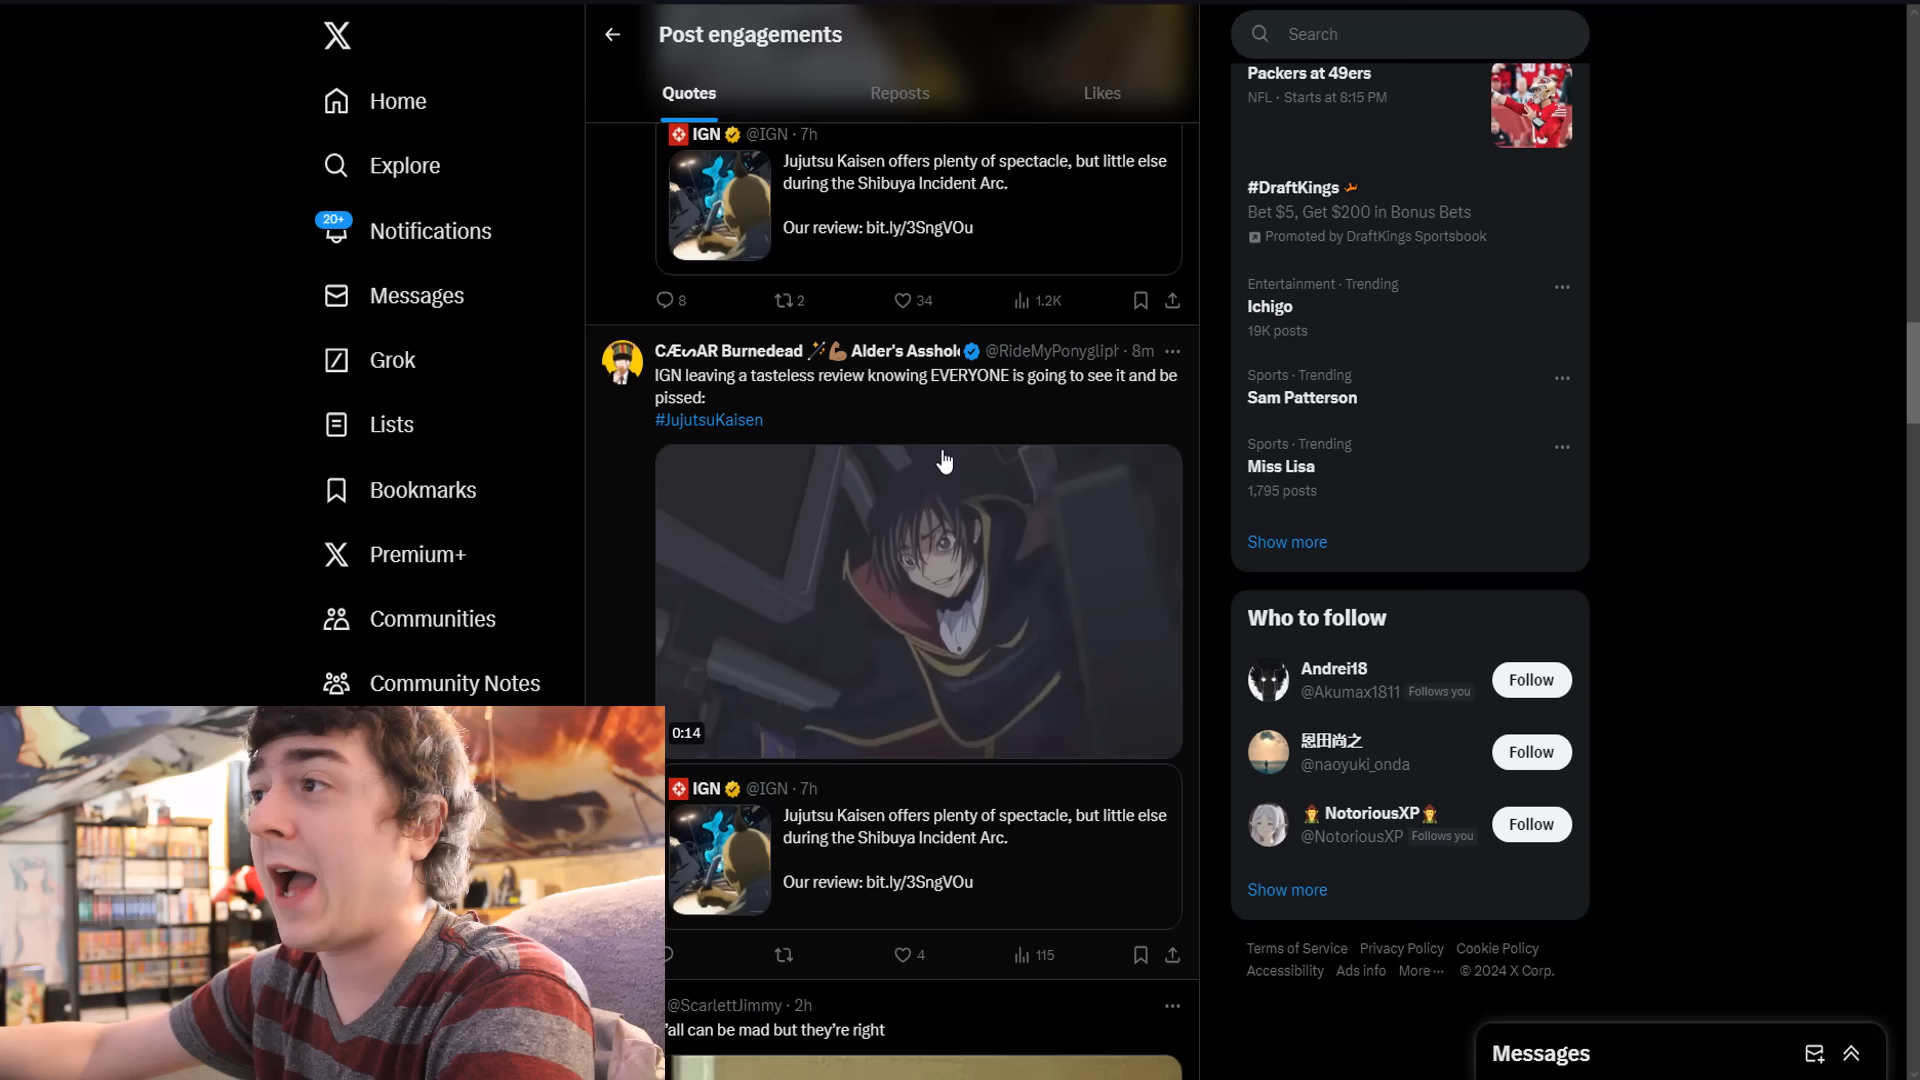 Home
Explore
20+
Notifications
Messages
Grok
Lists
Bookmarks
Premium+
Communities
Community Notes
Post engagements
Quotes
Reposts
Likes
IGN @IGN · 7h
Jujutsu Kaisen offers plenty of spectacle, but little else
during the Shibuya Incident Arc.
Our review: bit.ly/3SngVOu
8
2
34
1.2K
CÆᔕAR Burnedead 🪄💪🏽 Alder's Asshol @RideMyPonygliph · 8m
IGN leaving a tasteless review knowing EVERYONE is going to see it and be
pissed:
#JujutsuKaisen
0:14
IGN @IGN · 7h
Jujutsu Kaisen offers plenty of spectacle, but little else
during the Shibuya Incident Arc.
Our review: bit.ly/3SngVOu
4
115
@ScarlettJimmy · 2h
'all can be mad but they're right
Search
Packers at 49ers
NFL · Starts at 8:15 PM
#DraftKings
Bet $5, Get $200 in Bonus Bets
Promoted by DraftKings Sportsbook
Entertainment · Trending
Ichigo
19K posts
Sports · Trending
Sam Patterson
Sports · Trending
Miss Lisa
1,795 posts
Show more
Who to follow
Andrei18
@Akumax1811 Follows you
Follow
恩田尚之
@naoyuki_onda
Follow
NotoriousXP
@NotoriousXP Follows you
Follow
Show more
Terms of Service Privacy Policy Cookie Policy
Accessibility Ads info More ··· © 2024 X Corp.
Messages